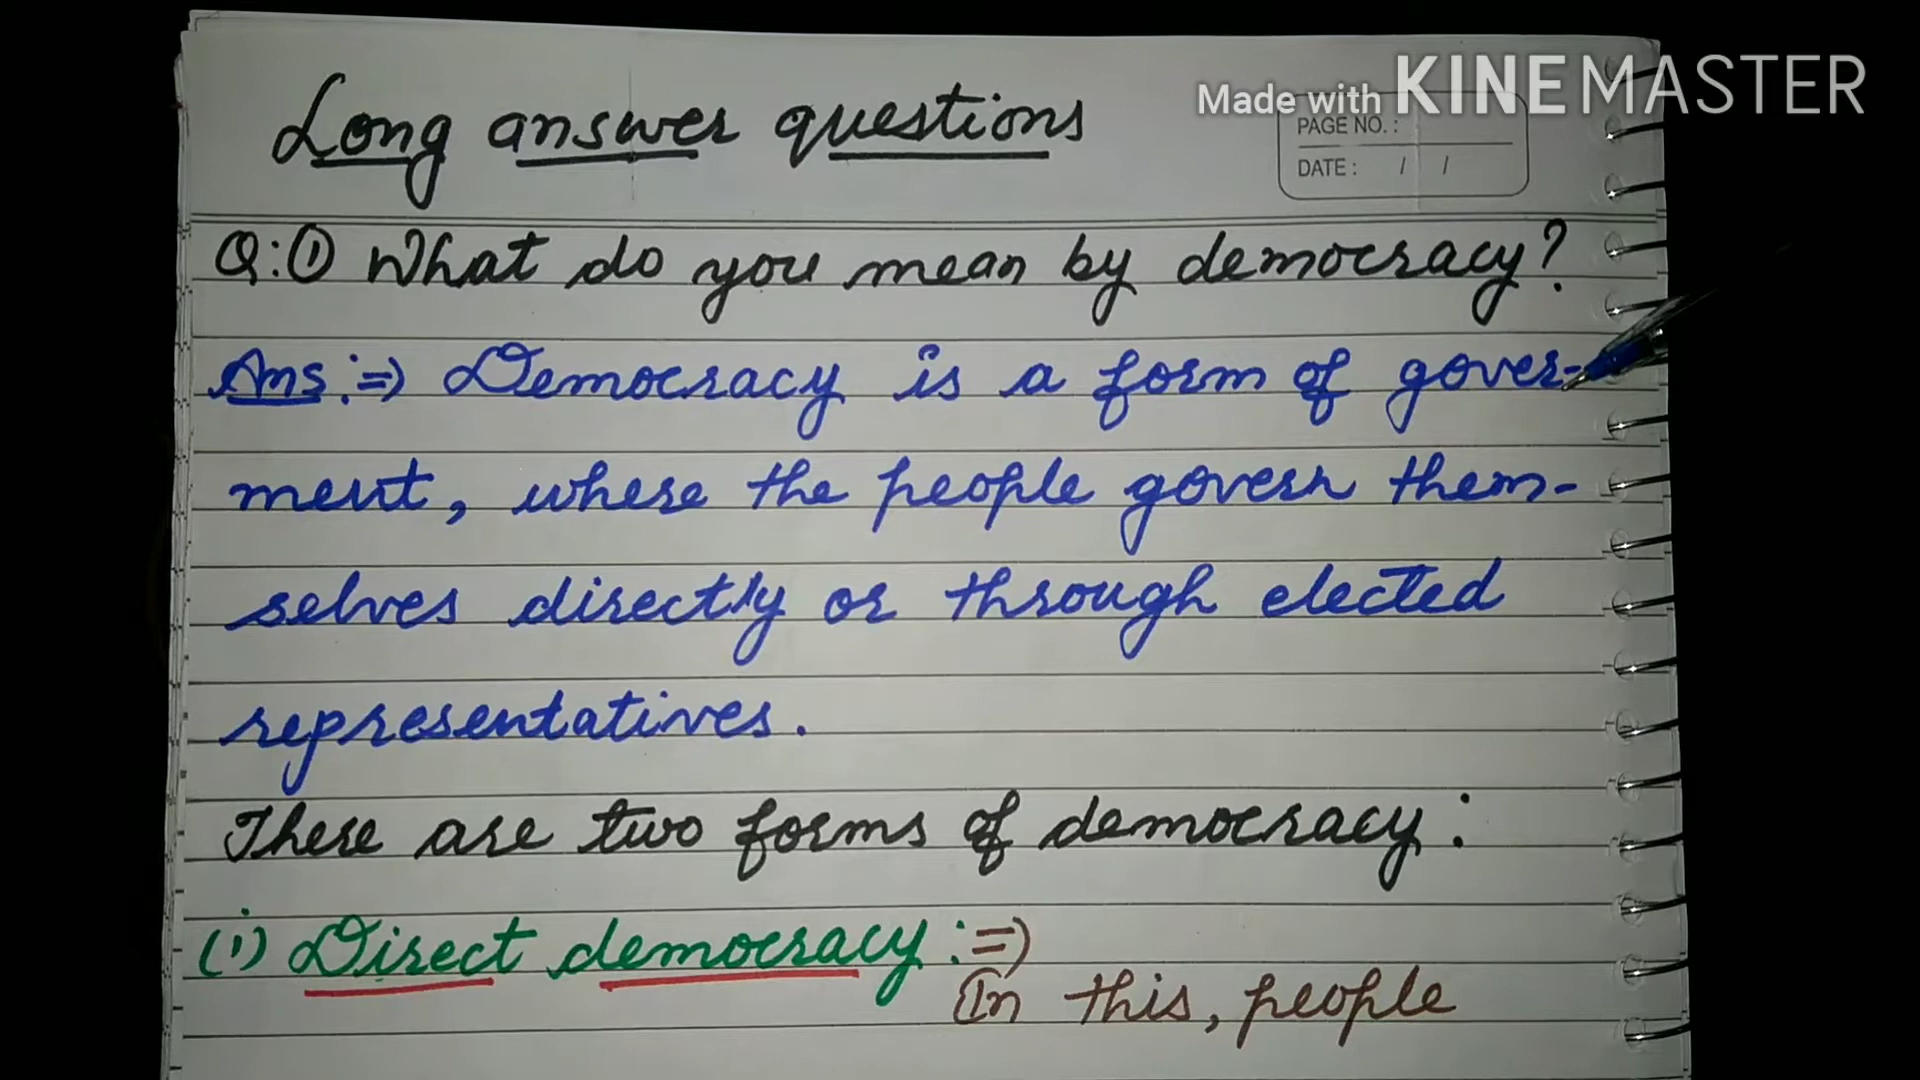 Made with KINEMASTER
Long answer questions
PAGE NO. :
DATE : / /
Q:① What do you mean by democracy?
Ans :⇒ Democracy is a form of gover-
ment, where the people govern them-
selves directly or through elected
representatives.
There are two forms of democracy :
(i) Direct democracy :⇒
In this, people